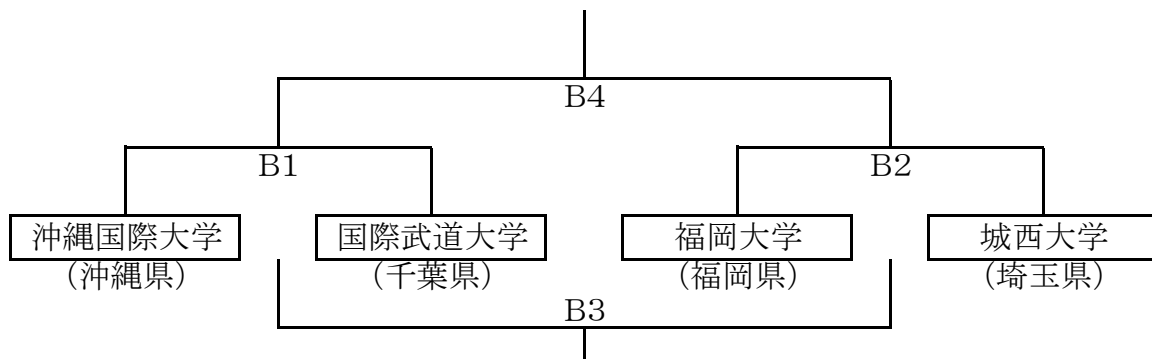 B4
B1
B2
沖縄国際大学
国際武道大学
福岡大学
城西大学
(沖縄県)
(千葉県)
(福岡県)
(埼玉県)
B3